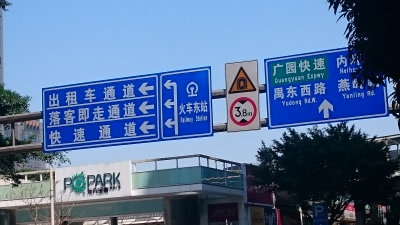 出租车通道
落客即走通道
快速通道
火车东站
Railway Station
3.8m
广园快速
Guangyuan Expwy
禺东西路
Yudong Rd.W.
内环
燕岭
Yanling Rd.
POPARK
P